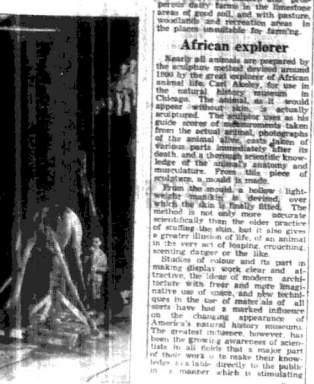 perous dairy farms in the
areas of good soil, and with pasture,
woodlands and recreation areas in
the places unsuitable for farming.
African explorer
Nearly all animals are prepared by
the sculpture method devised around
1900 by the great explorer of African
animal life, Carl Akeley, for use in
the natural history museum in
Chicago. The animal, as it would
appear without skin, is actually
sculptured. The sculptor uses as his
guide scores of measurements taken
from the actual animal, photographs
of the animal alive, casts taken of
various parts immediately after its
death, and a thorough scientific know-
ledge of the animal's anatomy and
musculature. From this piece of
sculpture, a mould is made.
From the mould, a hollow light-
weight manikin is devised, over
which the skin is finally fitted. The
method is not only more accurate
scientifically than the older practice
of stuffing the skin, but it also gives
a greater illusion of life, of an animal
in the very act of leaping, crouching,
scenting danger or the like.
Studies of colour and its part in
making display work clear and at-
tractive, the ideas of modern archi-
tecture with freer and more imagi-
native use of space, and new techni-
ques in the use of materials of all
sorts have had a marked influence
on the changing appearance of
America's natural history museums.
The greatest influence, however, has
been the growing awareness of scien-
tists in all fields that a major part
of their work is to make their know-
ledge available directly to the public
in a manner which is stimulating